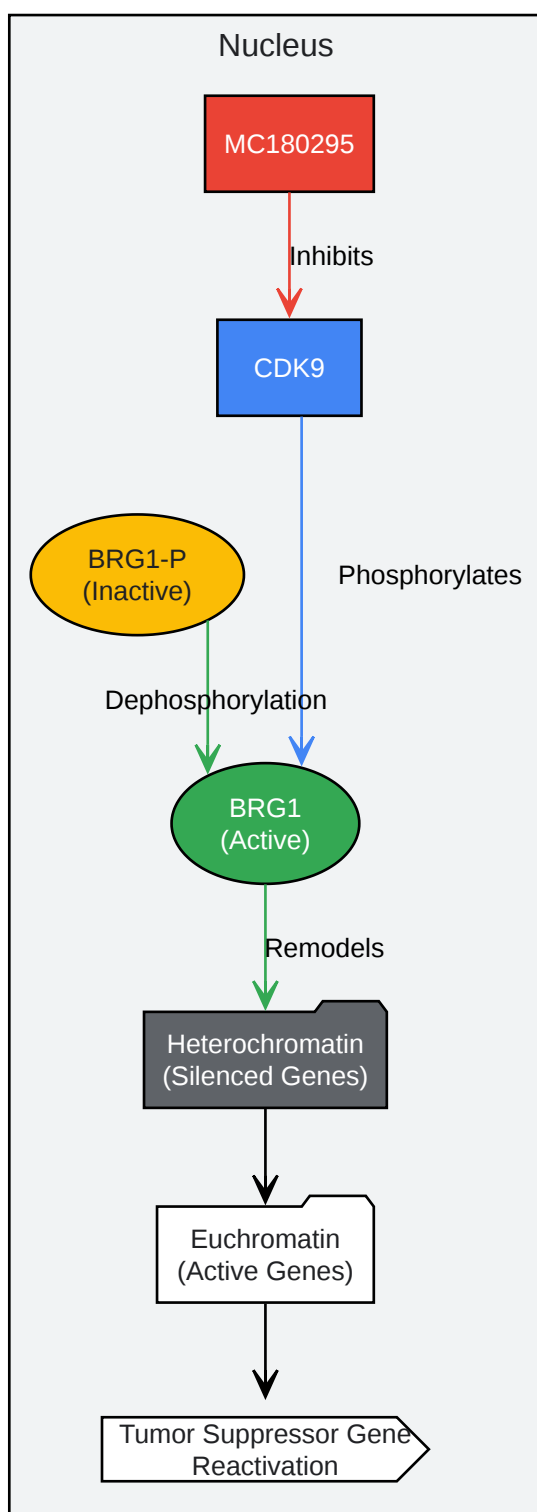 Nucleus
MC180295
Inhibits
CDK9
BRG1-P
(Inactive)
Phosphorylates
Dephosphorylation
BRG1
(Active)
Remodels
Heterochromatin
(Silenced Genes)
Euchromatin
(Active Genes)
Tumor Suppressor Gene
Reactivation